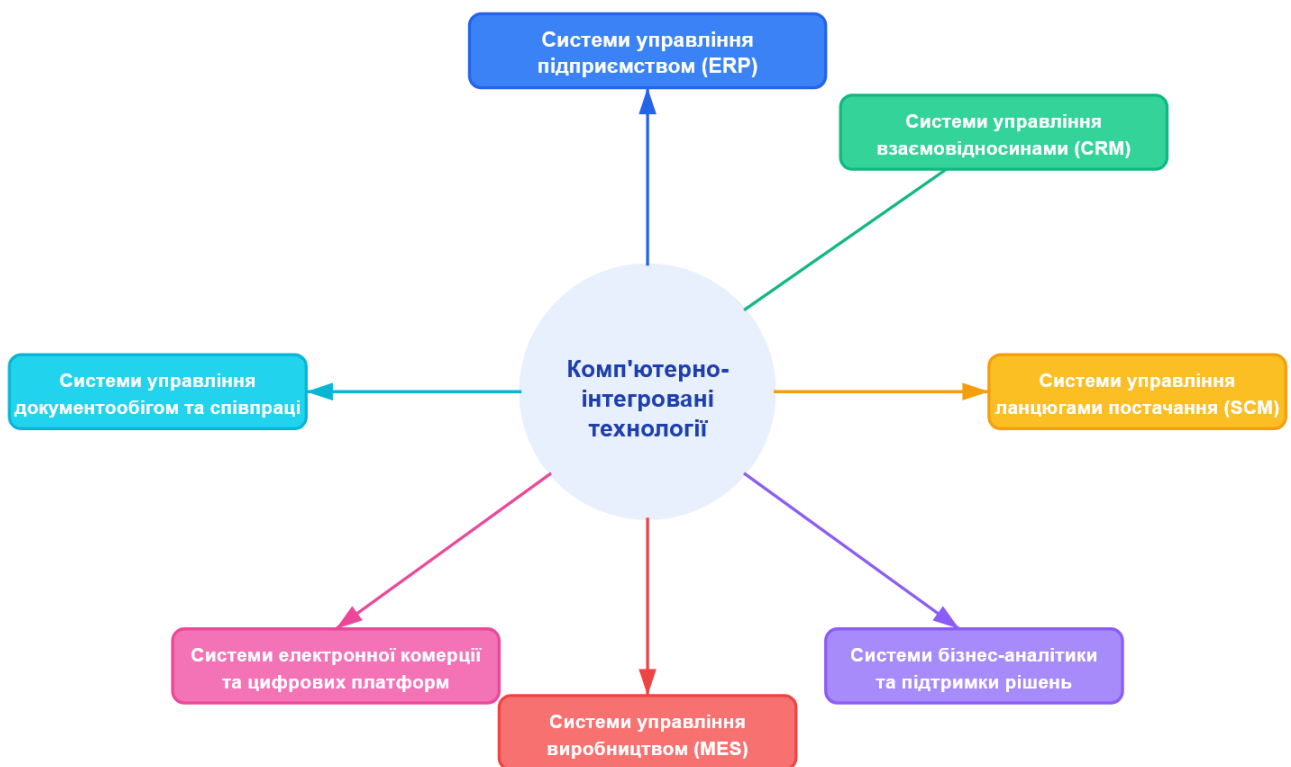 Системи управління
підприємством (ERP)
Системи управління
взаємовідносинами (CRM)
Комп'ютерно-
інтегровані
технології
Системи управління
документообігом та співпраці
Системи управління
ланцюгами постачання (SCM)
Системи електронної комерції
та цифрових платформ
Системи бізнес-аналітики
та підтримки рішень
Системи управління
виробництвом (MES)